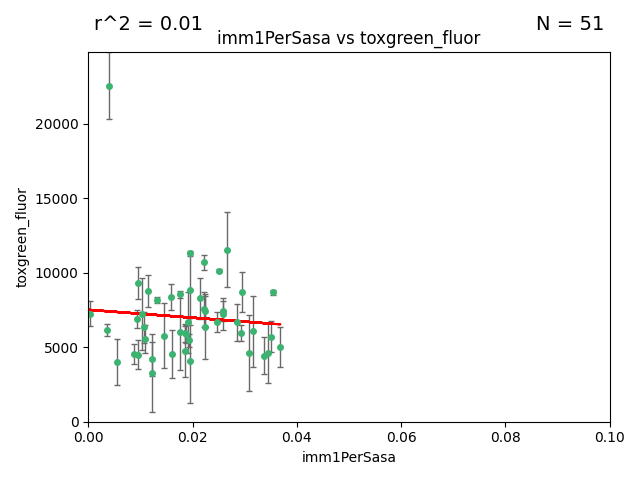 r^2 = 0.01
N = 51
imm1PerSasa vs toxgreen_fluor
toxgreen_fluor
20000
15000
10000
5000
0
0.00
0.02
0.04
0.06
0.08
0.10
imm1PerSasa